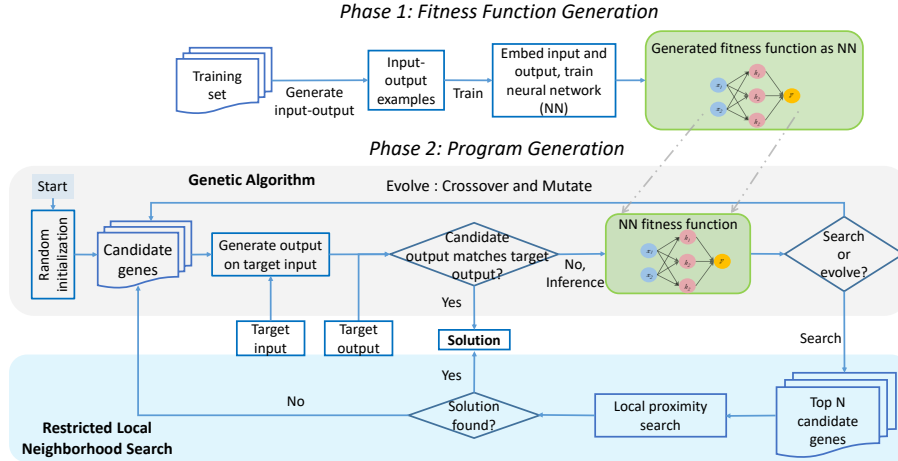 Phase 1: Fitness Function Generation
Training
set
Generate
input-output
Input-
output
examples
Train
Embed input and
output, train
neural network
(NN)
Generated fitness function as NN
Phase 2: Program Generation
Start
Genetic Algorithm
Evolve : Crossover and Mutate
Random
initialization
Candidate
genes
Generate output
on target input
Candidate
output matches target
output?
No,
Inference
NN fitness function
Search
or
evolve?
Yes
Target
input
Target
output
Solution
Search
Yes
No
Restricted Local
Neighborhood Search
Solution
found?
Local proximity
search
Top N
candidate
genes